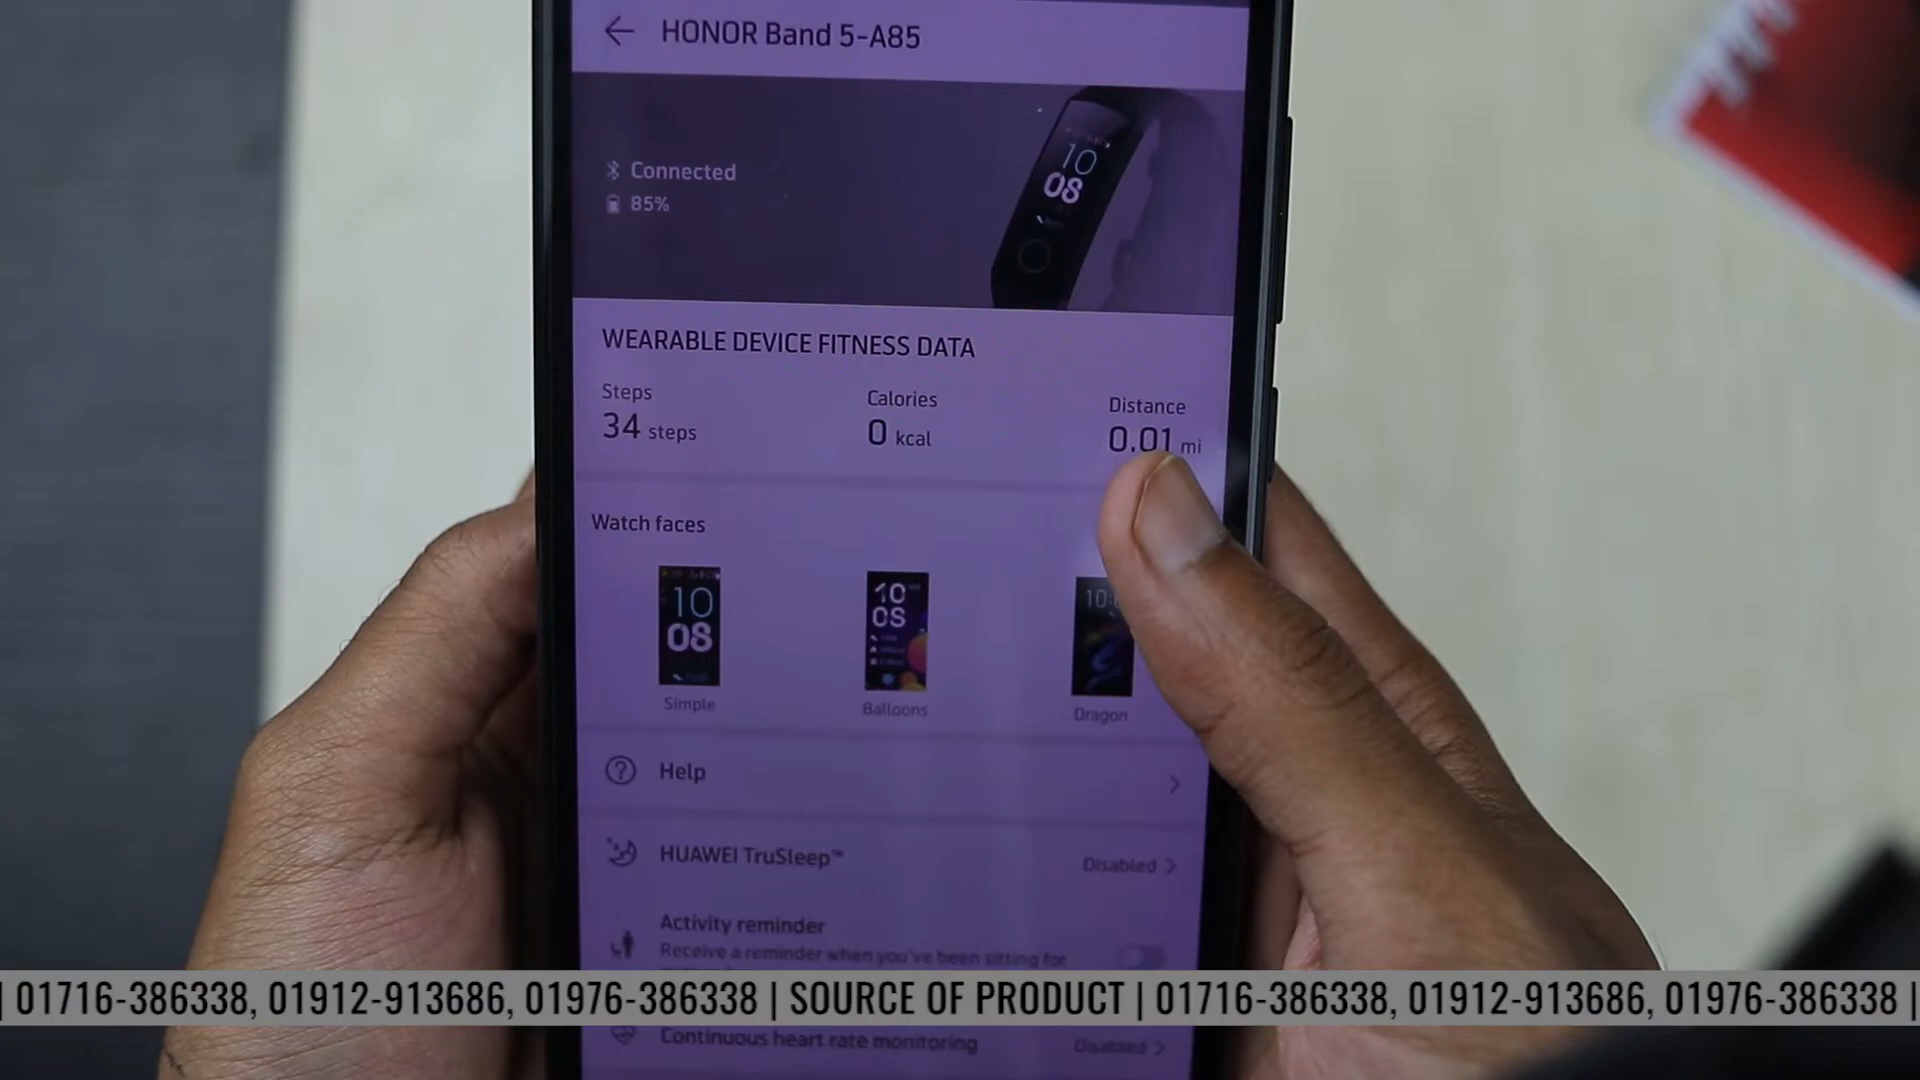 HONOR Band 5-A85
Connected
85%
10
08
WEARABLE DEVICE FITNESS DATA
Steps
Calories
Distance
34 steps
0 kcal
0.01 mi
Watch faces
10
08
10
08
10:
Simple
Balloons
Dragon
Help
HUAWEI TruSleep™
Disabled
Activity reminder
Receive a reminder when you've been sitting for
| 01716-386338, 01912-913686, 01976-386338 | SOURCE OF PRODUCT | 01716-386338, 01912-913686, 01976-386338 |
Continuous heart rate monitoring
Disabled